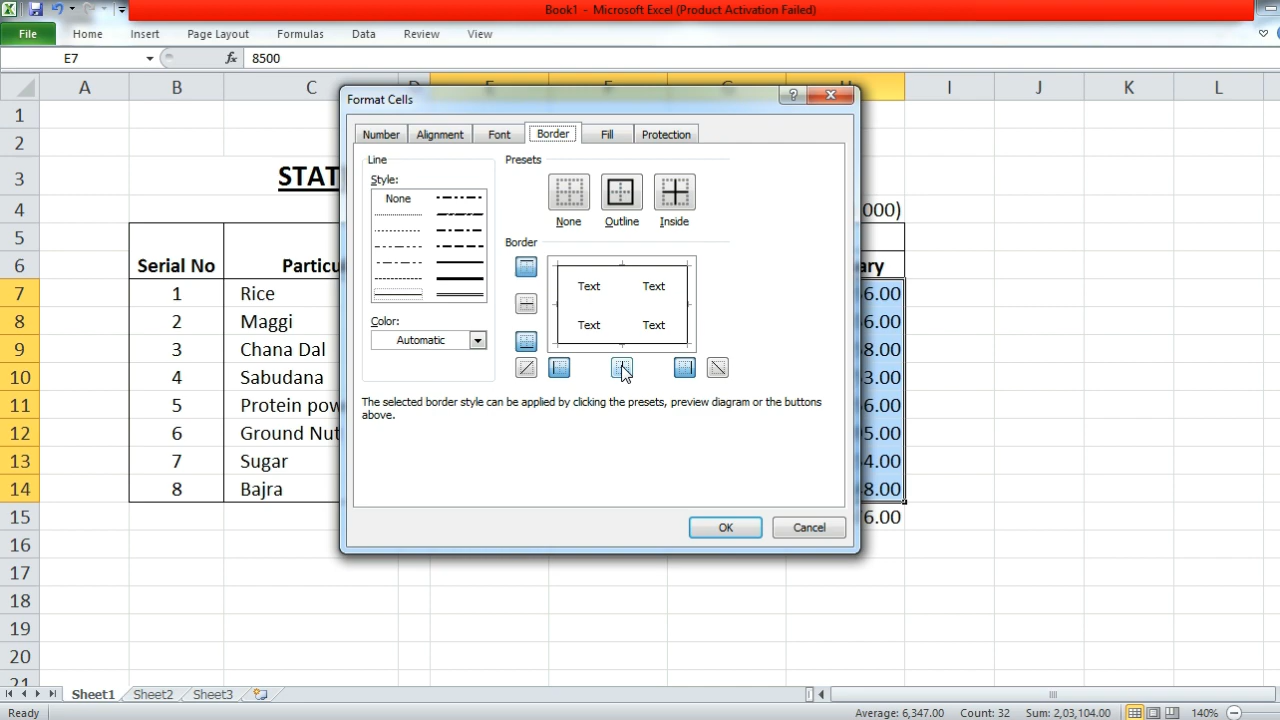 Book1 - Microsoft Excel (Product Activation Failed)
File Home Insert Page Layout Formulas Data Review View
E7 fx 8500
A B C I J K L
Format Cells
Number Alignment Font Border Fill Protection
Line
Style:
None
Color:
Automatic
Presets
None Outline Inside
Border
Text Text
Text Text
The selected border style can be applied by clicking the presets, preview diagram or the buttons
above.
OK Cancel
1
2
3 STAT
4 000)
5
6 Serial No Particu ary
7 1 Rice 6.00
8 2 Maggi 6.00
9 3 Chana Dal 8.00
10 4 Sabudana 3.00
11 5 Protein pow 6.00
12 6 Ground Nut 05.00
13 7 Sugar 4.00
14 8 Bajra 8.00
15 6.00
16
17
18
19
20
21
Sheet1 Sheet2 Sheet3
Ready Average: 6,347.00 Count: 32 Sum: 2,03,104.00 140%